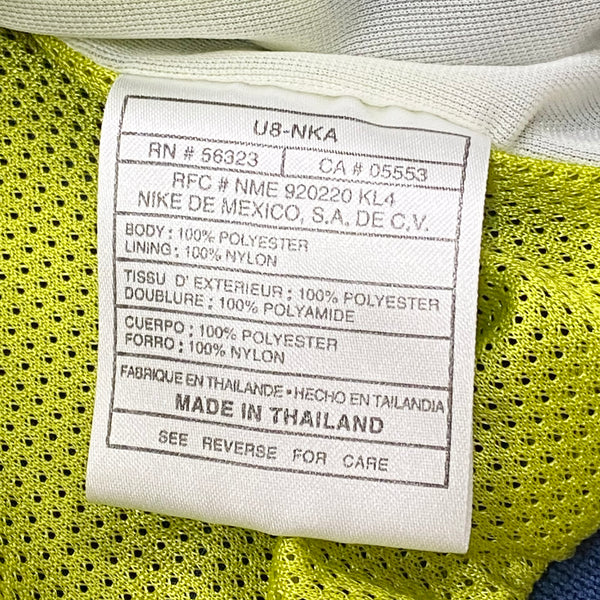 U8-NKA
RN # 56323 CA # 05553
RFC # NME 920220 KL4
NIKE DE MEXICO, S.A. DE C.V.
BODY : 100% POLYESTER
LINING : 100% NYLON
TISSU D' EXTERIEUR : 100% POLYESTER
DOUBLURE : 100% POLYAMIDE
CUERPO : 100% POLYESTER
FORRO : 100% NYLON
FABRIQUE EN THAILANDE • HECHO EN TAILANDIA
MADE IN THAILAND
SEE REVERSE FOR CARE